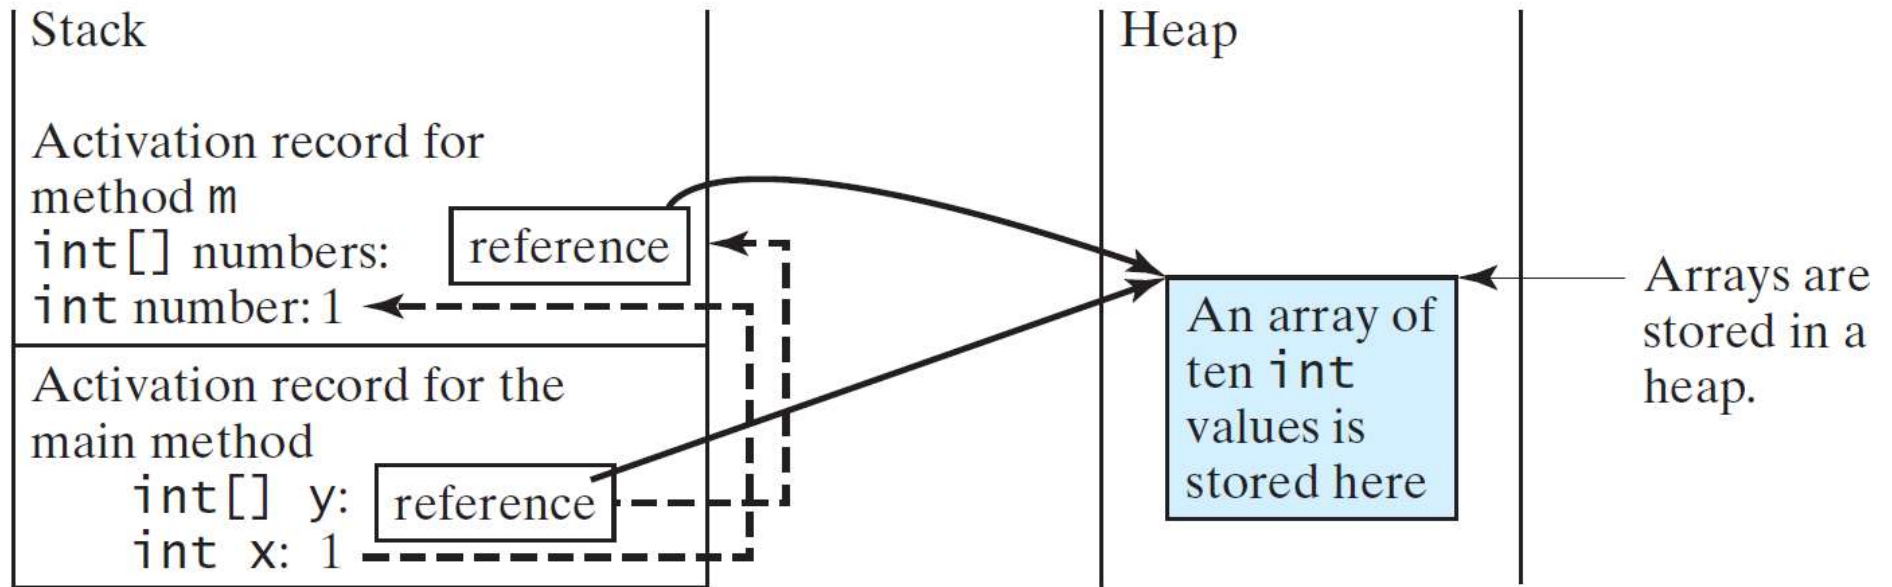 Stack
Activation record for
method m
int[] numbers:
reference
int number: 1
Activation record for the
main method
int[] y:
reference
int x: 1
Heap
An array of
ten int
values is
stored here
Arrays are
stored in a
heap.